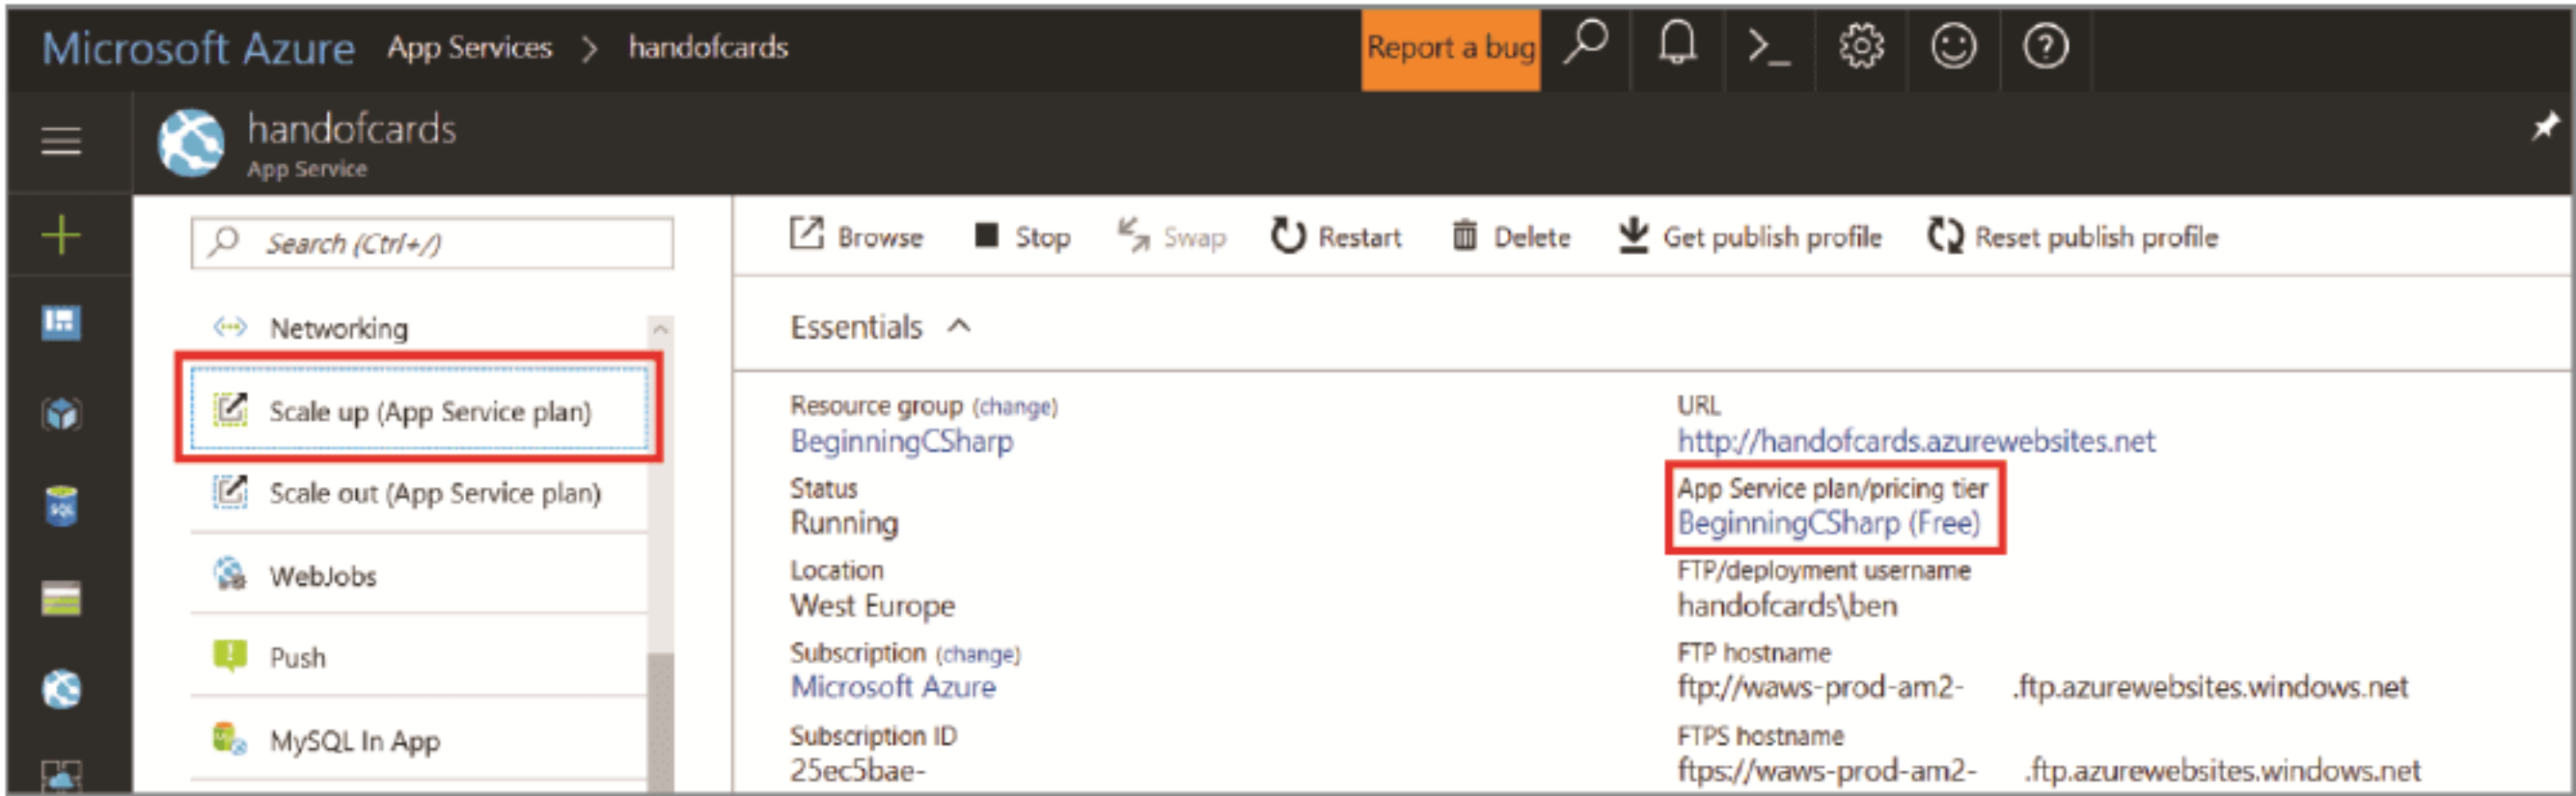 Microsoft Azure App Services > handofcards
Report a bug
handofcards
App Service
Search (Ctrl+/)
Networking
Scale up (App Service plan)
Scale out (App Service plan)
WebJobs
Push
MySQL In App
Browse Stop Swap Restart Delete Get publish profile Reset publish profile
Essentials
Resource group (change)
BeginningCSharp
Status
Running
Location
West Europe
Subscription (change)
Microsoft Azure
Subscription ID
25ec5bae-
URL
http://handofcards.azurewebsites.net
App Service plan/pricing tier
BeginningCSharp (Free)
FTP/deployment username
handofcards\ben
FTP hostname
ftp://waws-prod-am2- .ftp.azurewebsites.windows.net
FTPS hostname
ftps://waws-prod-am2- .ftp.azurewebsites.windows.net